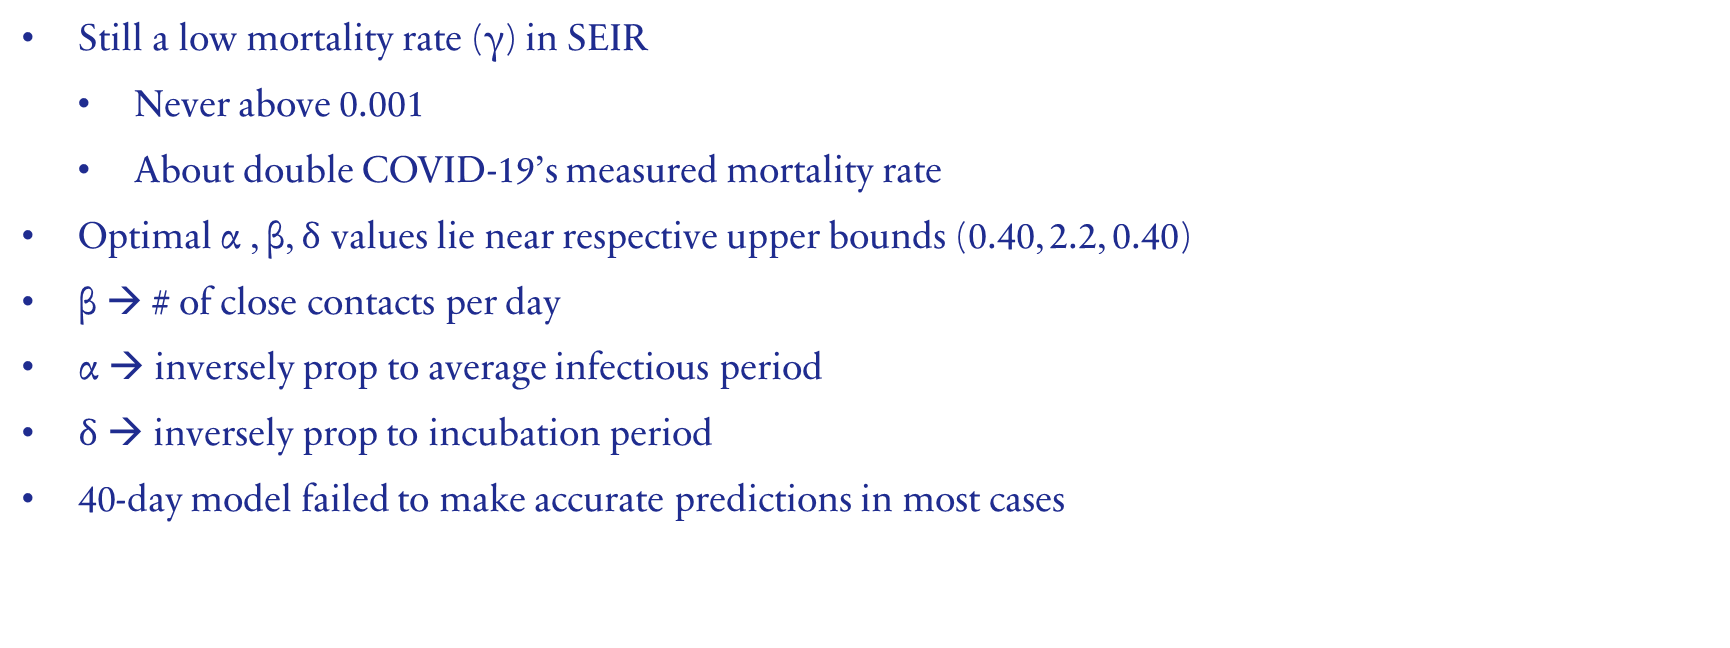 • Still a low mortality rate (γ) in SEIR
• Never above 0.001
• About double COVID-19’s measured mortality rate
• Optimal α , β, δ values lie near respective upper bounds (0.40, 2.2, 0.40)
• β → # of close contacts per day
• α → inversely prop to average infectious period
• δ → inversely prop to incubation period
• 40-day model failed to make accurate predictions in most cases